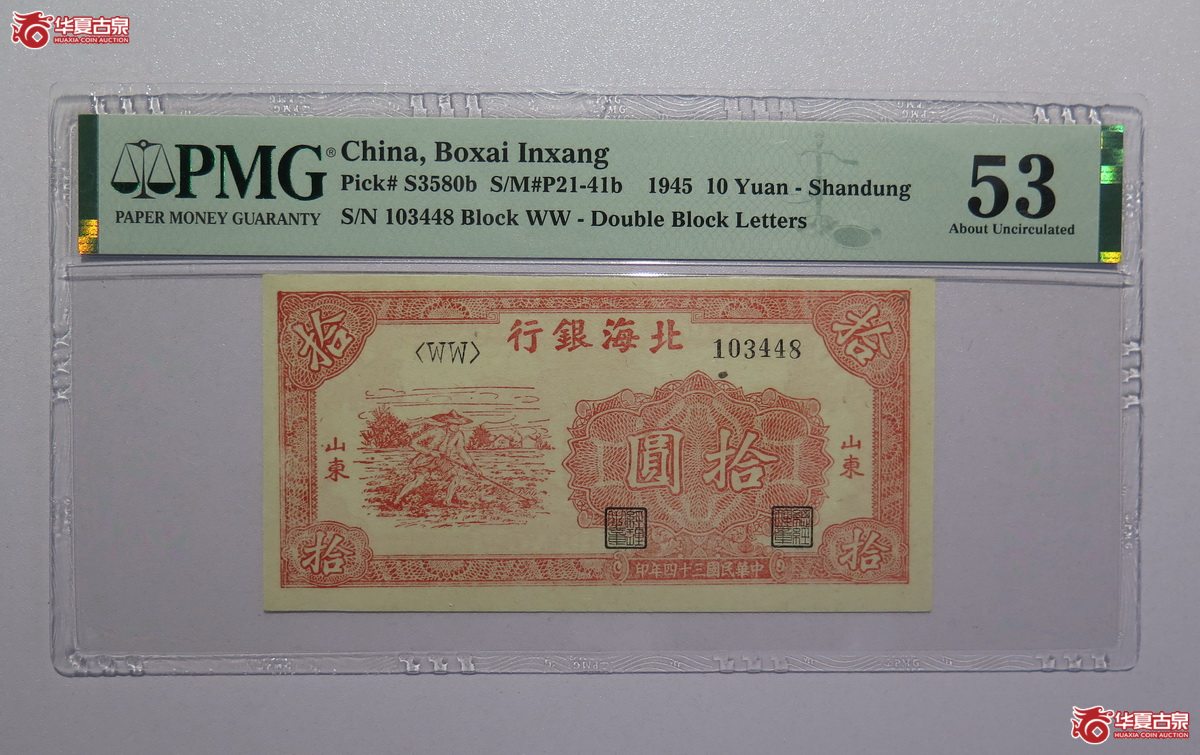 华夏古泉
HUAXIA COIN AUCTION
PMG®
PAPER MONEY GUARANTY
China, Boxai Inxang
Pick# S3580b S/M#P21-41b 1945 10 Yuan - Shandung
S/N 103448 Block WW - Double Block Letters
53
About Uncirculated
拾
行銀海北
拾
<WW>
103448
山東
圓拾
山東
拾
印年四十三國民華中
拾
华夏古泉
HUAXIA COIN AUCTION